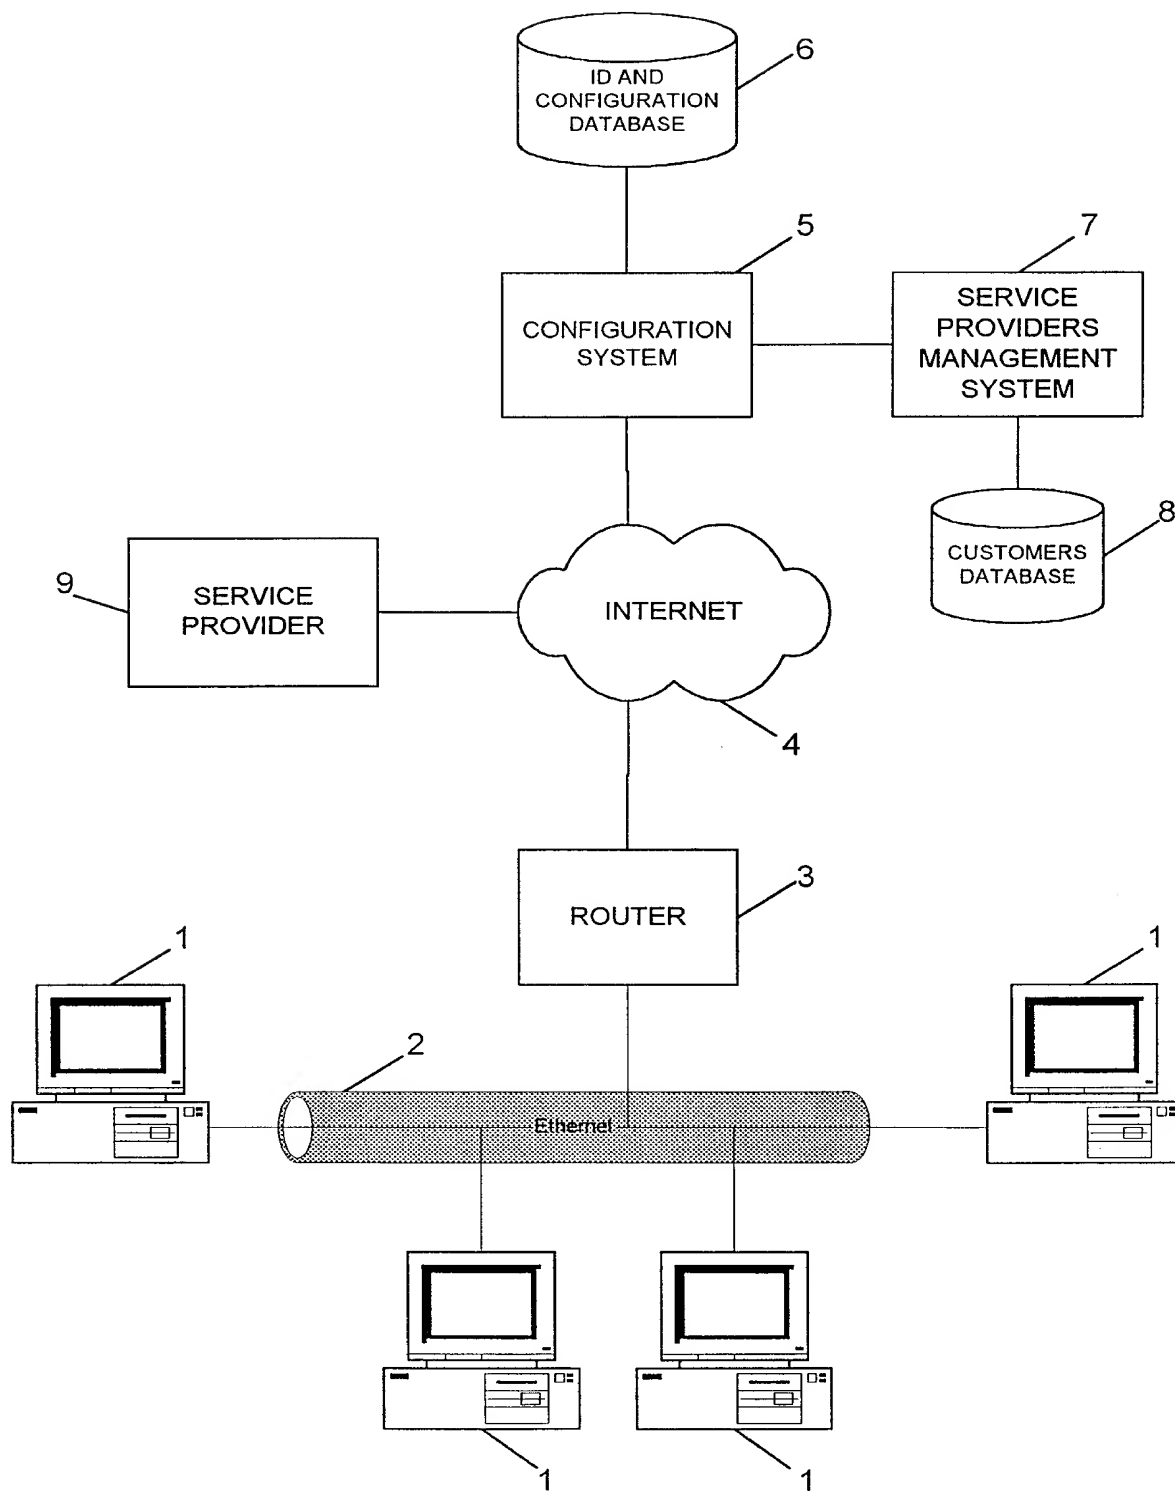 6
ID AND
CONFIGURATION
DATABASE
5
7
CONFIGURATION
SYSTEM
SERVICE
PROVIDERS
MANAGEMENT
SYSTEM
8
CUSTOMERS
DATABASE
9
SERVICE
PROVIDER
INTERNET
4
3
ROUTER
1
1
2
Ethernet
1
1